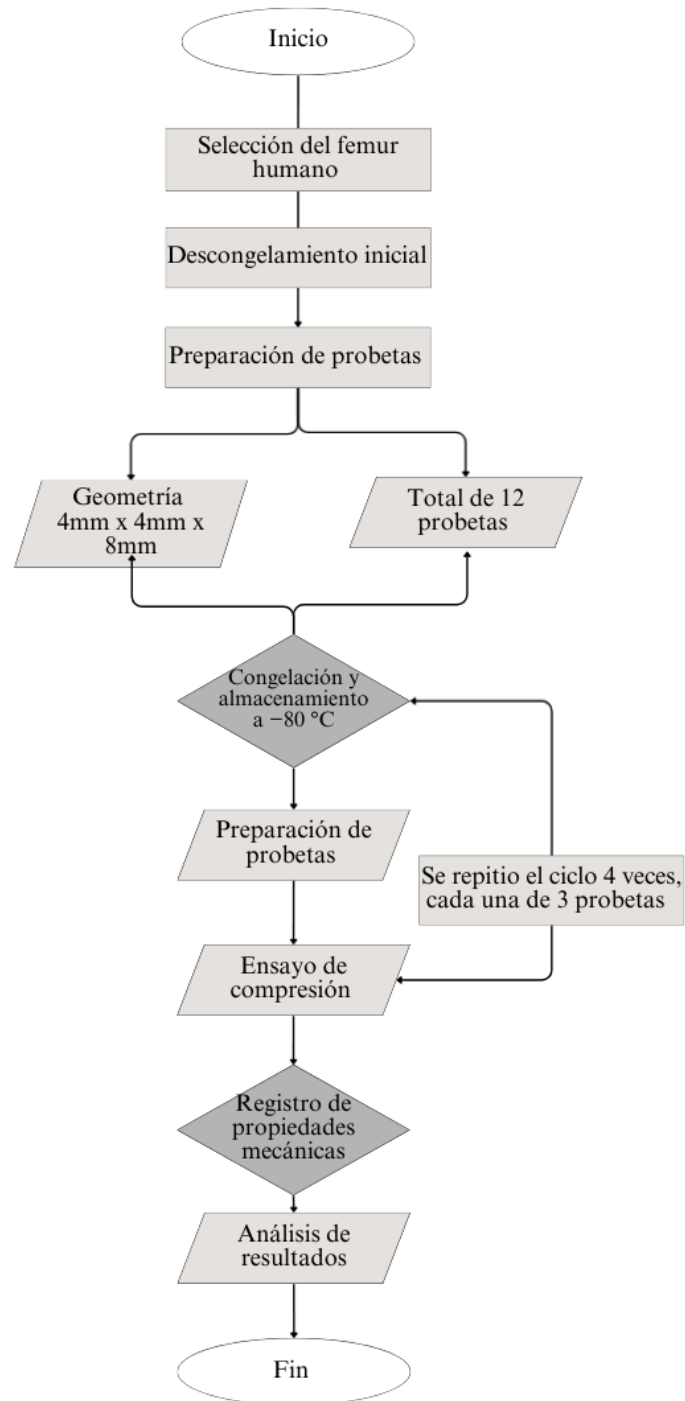 Inicio
Selección del femur
humano
Descongelamiento inicial
Preparación de probetas
Geometría
4mm x 4mm x
8mm
Total de 12
probetas
Congelación y
almacenamiento
a −80 °C
Preparación de
probetas
Se repitio el ciclo 4 veces,
cada una de 3 probetas
Ensayo de
compresión
Registro de
propiedades
mecánicas
Análisis de
resultados
Fin